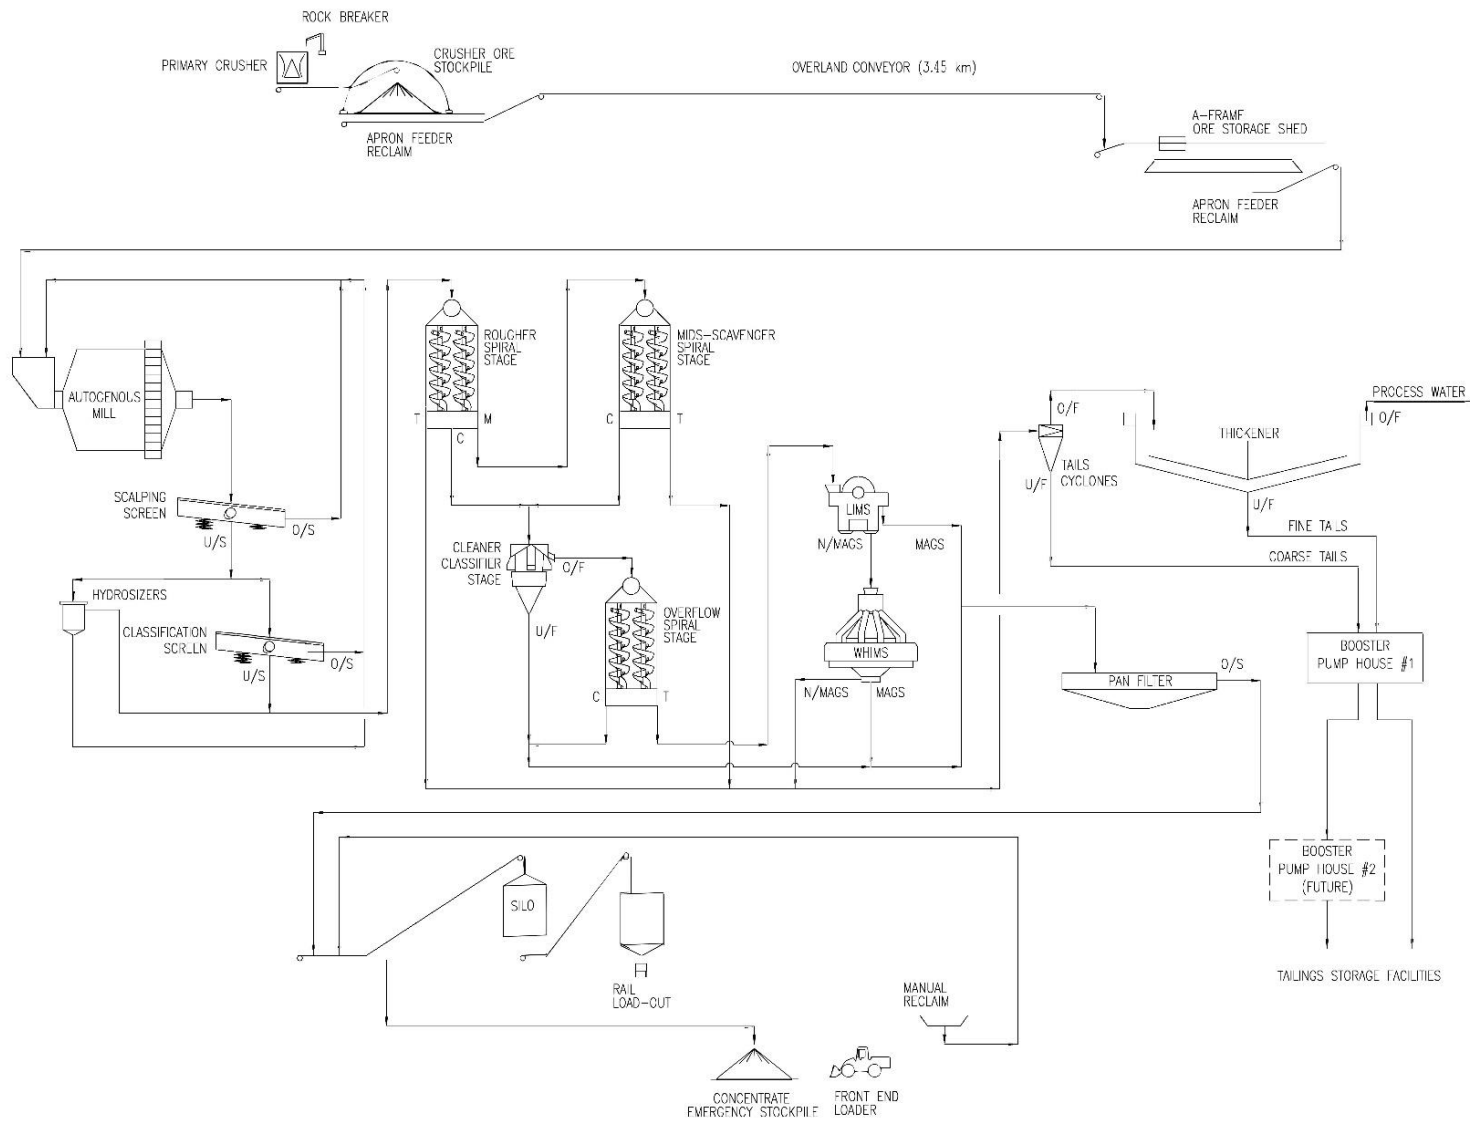 ROCK BREAKER
PRIMARY CRUSHER
CRUSHER ORE
STOCKPILE
APRON FEEDER
RECLAIM
OVERLAND CONVEYOR (3.45 km)
A-FRAME
ORE STORAGE SHED
APRON FEEDER
RECLAIM
AUTOGENOUS
MILL
SCALPING
SCREEN
O/S
U/S
HYDROSIZERS
CLASSIFICATION
SCREEN
O/S
U/S
ROUGHER
SPIRAL
STAGE
T
M
C
MIDS-SCAVENGER
SPIRAL
STAGE
C
T
CLEANER
CLASSIFIER
STAGE
O/F
U/F
OVERFLOW
SPIRAL
STAGE
C
T
LIMS
N/MAGS
MAGS
WHIMS
N/MAGS
MAGS
O/F
TAILS
CYCLONES
U/F
THICKENER
PROCESS WATER
O/F
U/F
FINE TAILS
COARSE TAILS
BOOSTER
PUMP HOUSE #1
PAN FILTER
O/S
BOOSTER
PUMP HOUSE #2
(FUTURE)
TAILINGS STORAGE FACILITIES
SILO
RAIL
LOAD-OUT
MANUAL
RECLAIM
CONCENTRATE
EMERGENCY STOCKPILE
FRONT END
LOADER